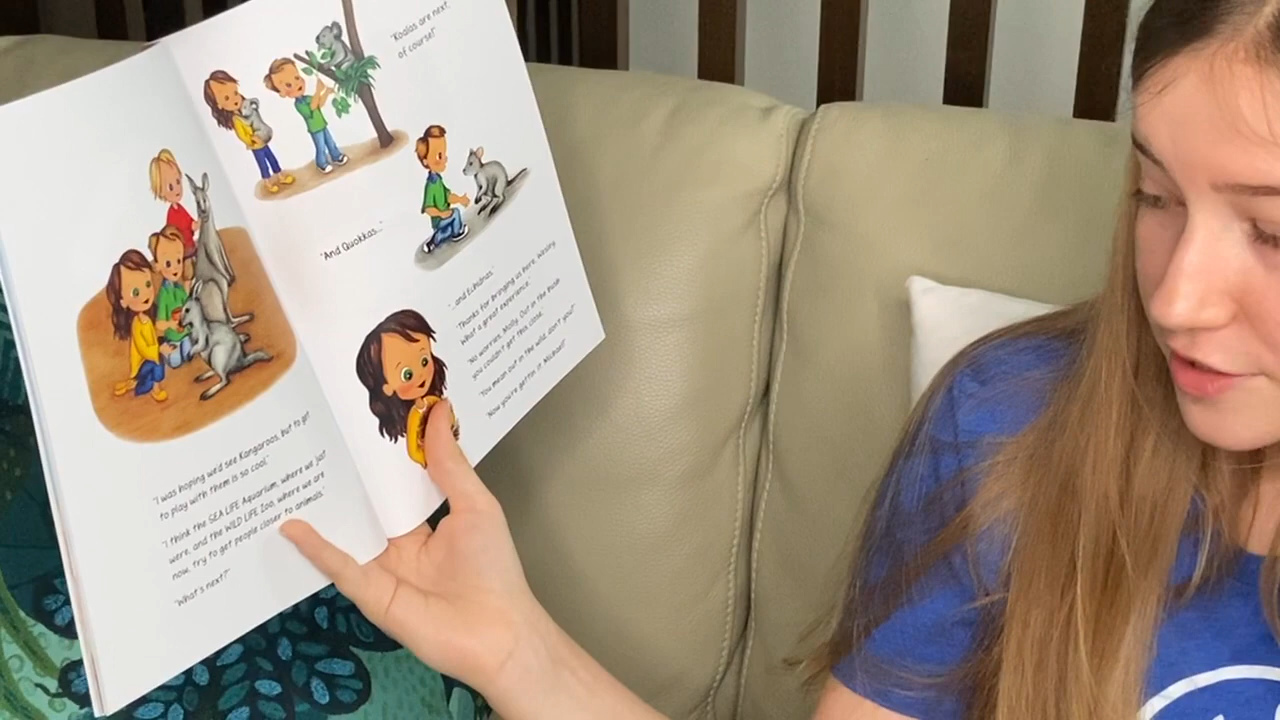 "I was hoping we'd see Kangaroos, but to get
to play with them is so cool."
"I think the SEA LIFE Aquarium, where we just
were, and the WILD LIFE Zoo, where we are
now, try to get people closer to animals."
"What's next?"
"Koalas are next,
of course!"
"And Quokkas..."
"...and Echidnas."
"Thanks for bringing us here, Wesley.
What a great experience."
"No worries, Molly. Out in the bush
you couldn't get this close.
"You mean out in the wild, don't you?"
"Now you're gettin' it, Michael!"